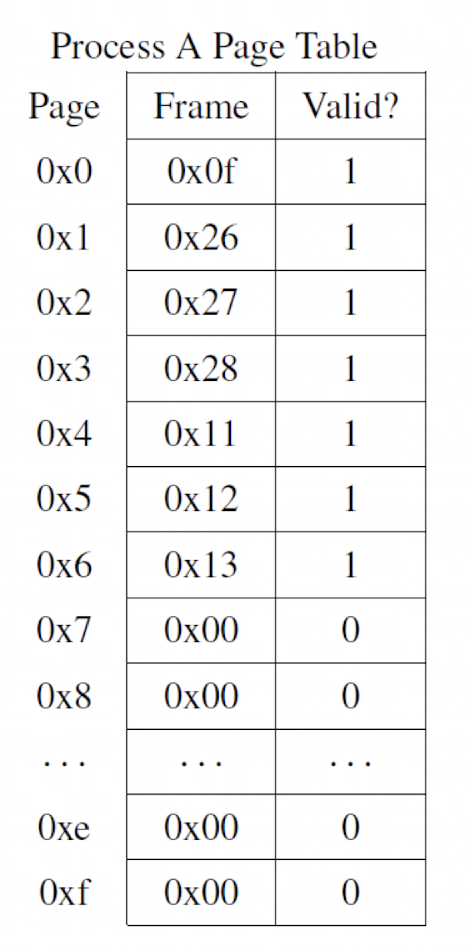 Process A Page Table
Page Frame Valid?
0x0 0x0f 1
0x1 0x26 1
0x2 0x27 1
0x3 0x28 1
0x4 0x11 1
0x5 0x12 1
0x6 0x13 1
0x7 0x00 0
0x8 0x00 0
... ... ...
0xe 0x00 0
0xf 0x00 0